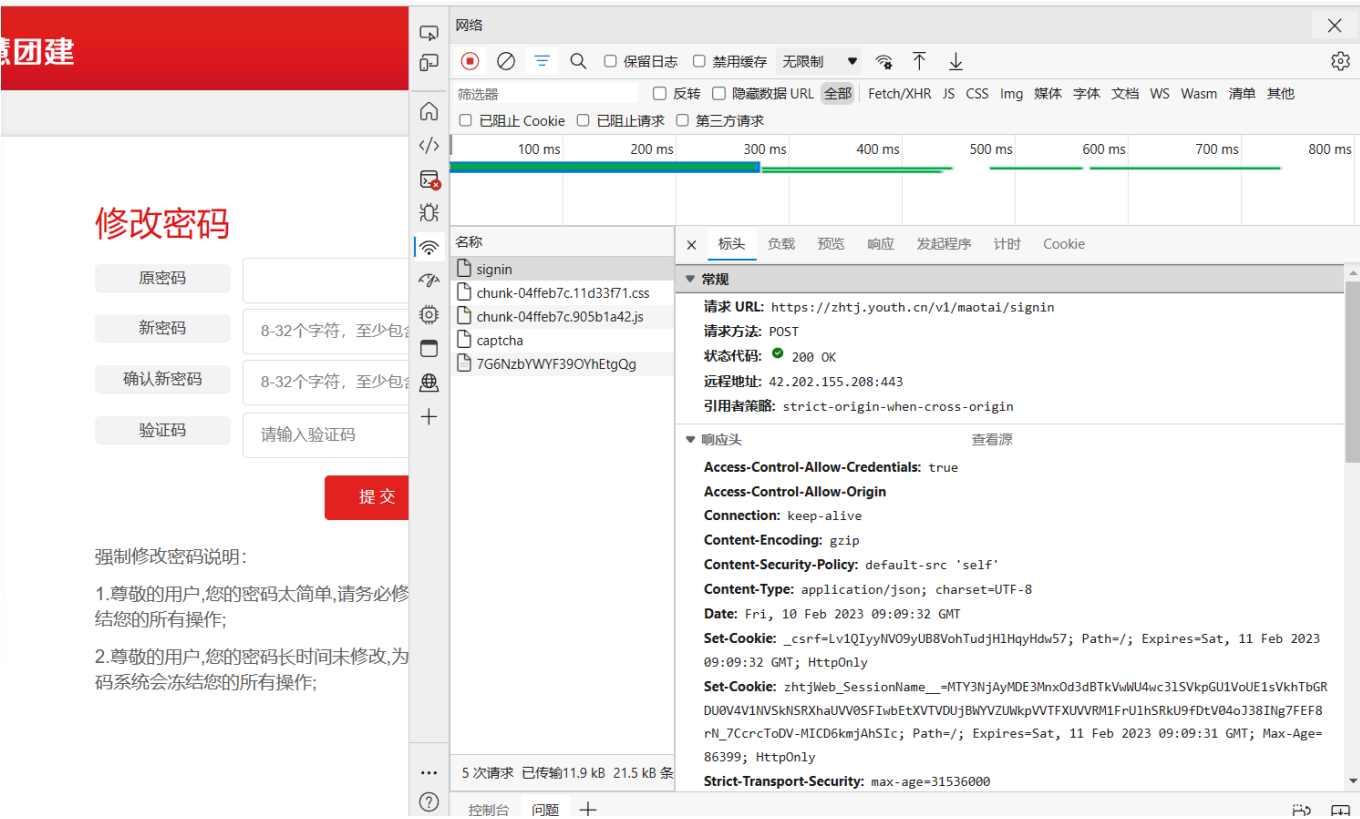 慧团建
修改密码
原密码
新密码
8-32个字符，至少包含
确认新密码
8-32个字符，至少包含
验证码
请输入验证码
提 交
强制修改密码说明：
1.尊敬的用户,您的密码太简单,请务必修
结您的所有操作;
2.尊敬的用户,您的密码长时间未修改,为
码系统会冻结您的所有操作;
网络
保留日志 禁用缓存 无限制
筛选器 反转 隐藏数据 URL 全部 Fetch/XHR JS CSS Img 媒体 字体 文档 WS Wasm 清单 其他
已阻止 Cookie 已阻止请求 第三方请求
100 ms 200 ms 300 ms 400 ms 500 ms 600 ms 700 ms 800 ms
名称
signin
chunk-04ffeb7c.11d33f71.css
chunk-04ffeb7c.905b1a42.js
captcha
7G6NzbYWYF39OYhEtgQg
5 次请求 已传输11.9 kB 21.5 kB 条
标头 负载 预览 响应 发起程序 计时 Cookie
常规
请求 URL: https://zhtj.youth.cn/v1/maotai/signin
请求方法: POST
状态代码: 200 OK
远程地址: 42.202.155.208:443
引用者策略: strict-origin-when-cross-origin
响应头 查看源
Access-Control-Allow-Credentials: true
Access-Control-Allow-Origin
Connection: keep-alive
Content-Encoding: gzip
Content-Security-Policy: default-src 'self'
Content-Type: application/json; charset=UTF-8
Date: Fri, 10 Feb 2023 09:09:32 GMT
Set-Cookie: _csrf=Lv1QIyyNVO9yUB8VohTudjHlHqyHdw57; Path=/; Expires=Sat, 11 Feb 2023
09:09:32 GMT; HttpOnly
Set-Cookie: zhtjWeb_SessionName__=MTY3NjAyMDE3MnxOd3dBTkVwWU4wc3lSVkpGU1VoUE1sVkhTbGR
DU0V4V1NVSkNSRXhaUVV0SFIwbEtXVTVDUjBWYVZUWkpVVTFXUVVRM1FrUlhSRkU9fDtV04oJ38INg7FEF8
rN_7CcrcToDV-MICD6kmjAhSIc; Path=/; Expires=Sat, 11 Feb 2023 09:09:31 GMT; Max-Age=
86399; HttpOnly
Strict-Transport-Security: max-age=31536000
控制台 问题